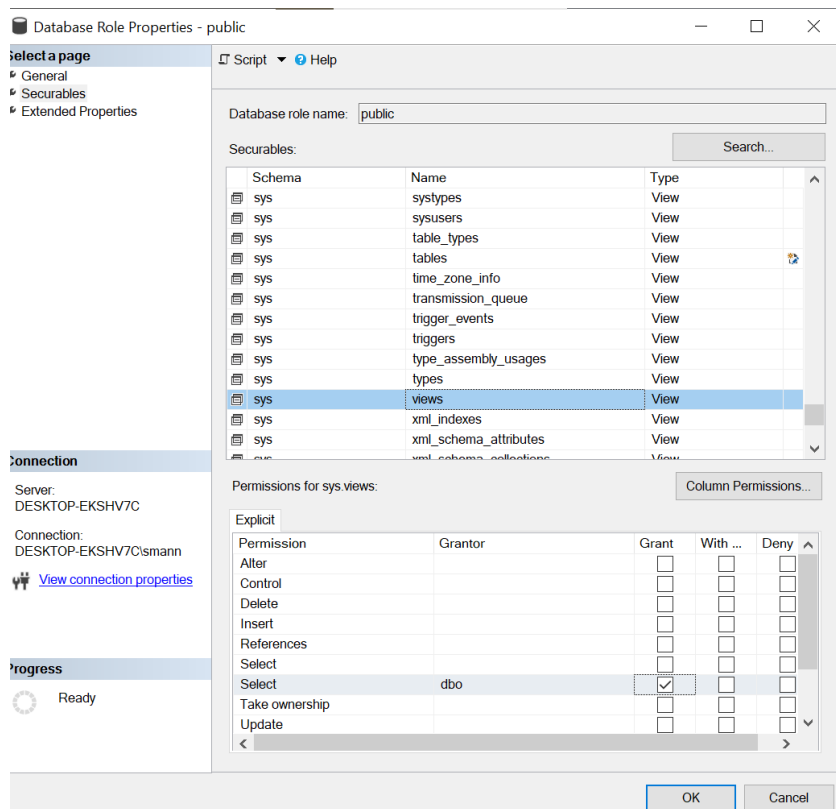 Database Role Properties - public
Select a page
General
Securables
Extended Properties
Script
Help
Database role name:
public
Securables:
Search...
Schema Name Type
sys systypes View
sys sysusers View
sys table_types View
sys tables View
sys time_zone_info View
sys transmission_queue View
sys trigger_events View
sys triggers View
sys type_assembly_usages View
sys types View
sys views View
sys xml_indexes View
sys xml_schema_attributes View
sys xml_schema_collections View
Connection
Server:
DESKTOP-EKSHV7C
Connection:
DESKTOP-EKSHV7C\smann
View connection properties
Progress
Ready
Permissions for sys.views:
Column Permissions...
Explicit
Permission Grantor Grant With ... Deny
Alter
Control
Delete
Insert
References
Select
Select dbo
Take ownership
Update
OK
Cancel